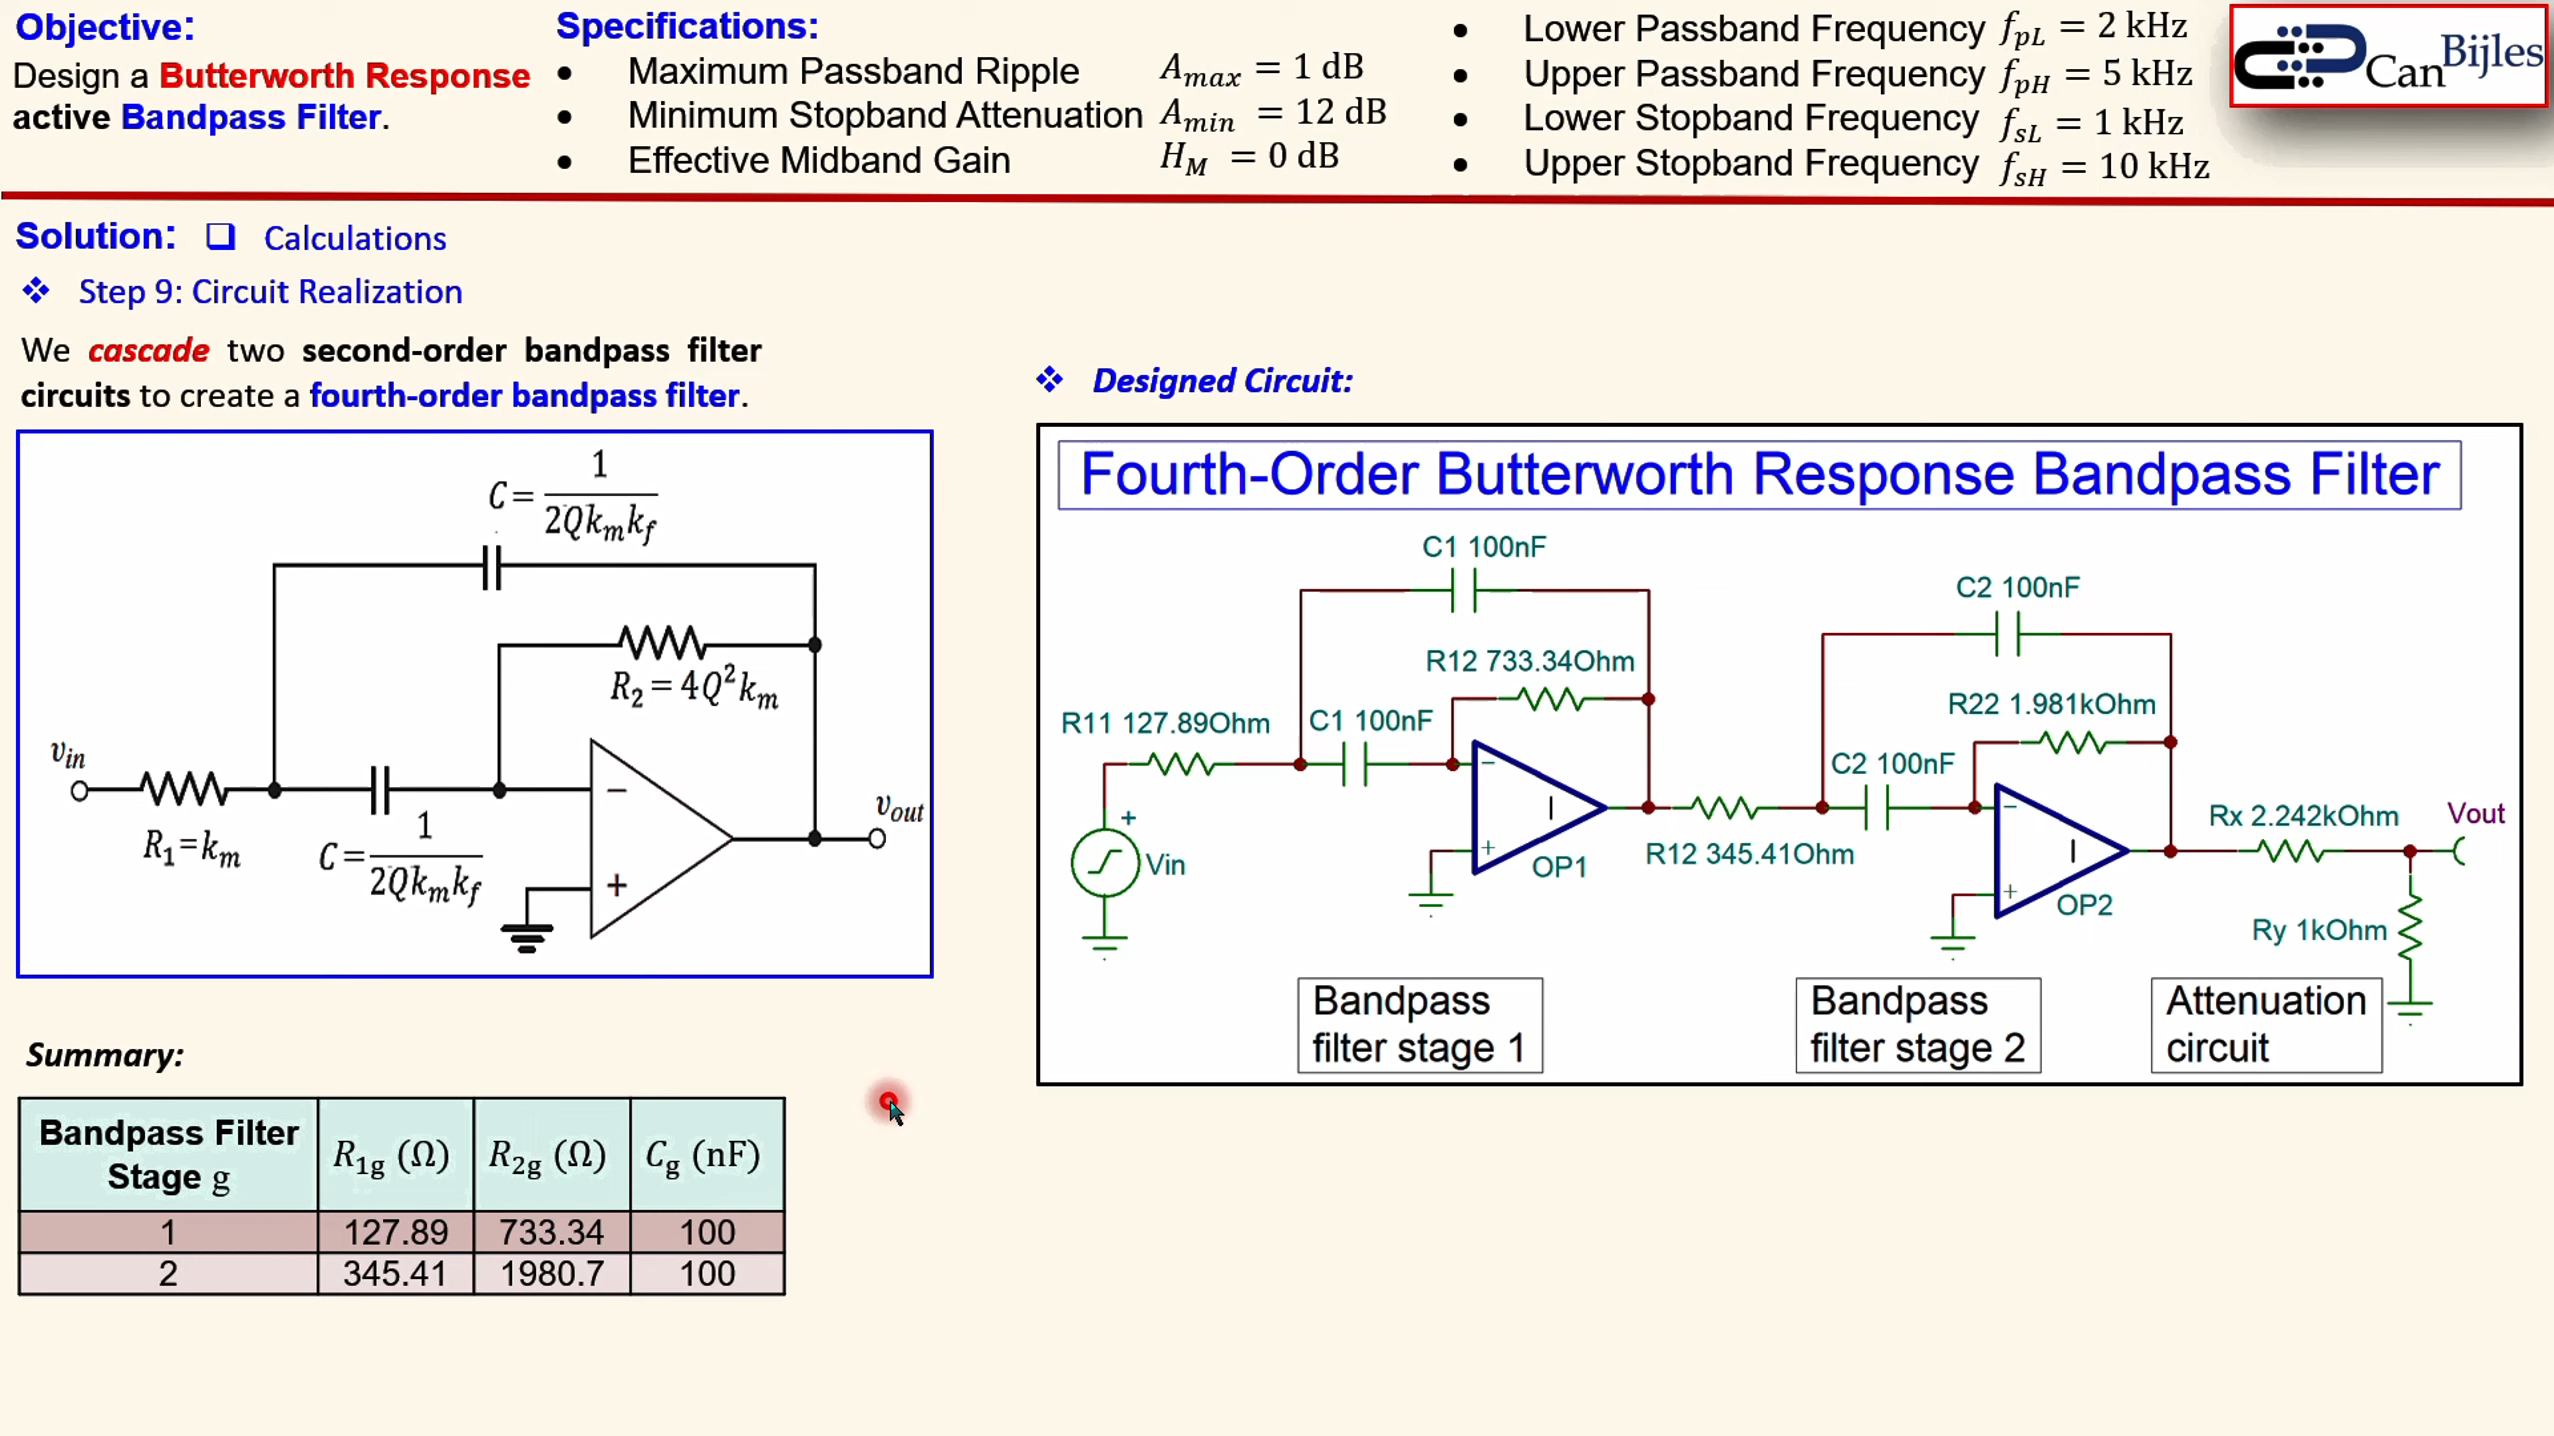 Objective:
Design a Butterworth Response
active Bandpass Filter.
Specifications:
• Maximum Passband Ripple A_max = 1 dB
• Minimum Stopband Attenuation A_min = 12 dB
• Effective Midband Gain H_M = 0 dB
• Lower Passband Frequency f_pL = 2 kHz
• Upper Passband Frequency f_pH = 5 kHz
• Lower Stopband Frequency f_sL = 1 kHz
• Upper Stopband Frequency f_sH = 10 kHz
CanBijles
Solution: ❑ Calculations
❖ Step 9: Circuit Realization
We cascade two second-order bandpass filter
circuits to create a fourth-order bandpass filter.
C = 1 / 2Qk_m k_f
R_2 = 4Q² k_m
v_in
R_1 = k_m
C = 1 / 2Qk_m k_f
−
+
v_out
Summary:
Bandpass Filter Stage g R_1g (Ω) R_2g (Ω) C_g (nF)
1 127.89 733.34 100
2 345.41 1980.7 100
❖ Designed Circuit:
Fourth-Order Butterworth Response Bandpass Filter
C1 100nF
C2 100nF
R12 733.34Ohm
R22 1.981kOhm
R11 127.89Ohm
C1 100nF
C2 100nF
−
+
−
+
Rx 2.242kOhm
Vout
+
Vin
I
OP1
R12 345.41Ohm
I
OP2
Ry 1kOhm
Bandpass
filter stage 1
Bandpass
filter stage 2
Attenuation
circuit